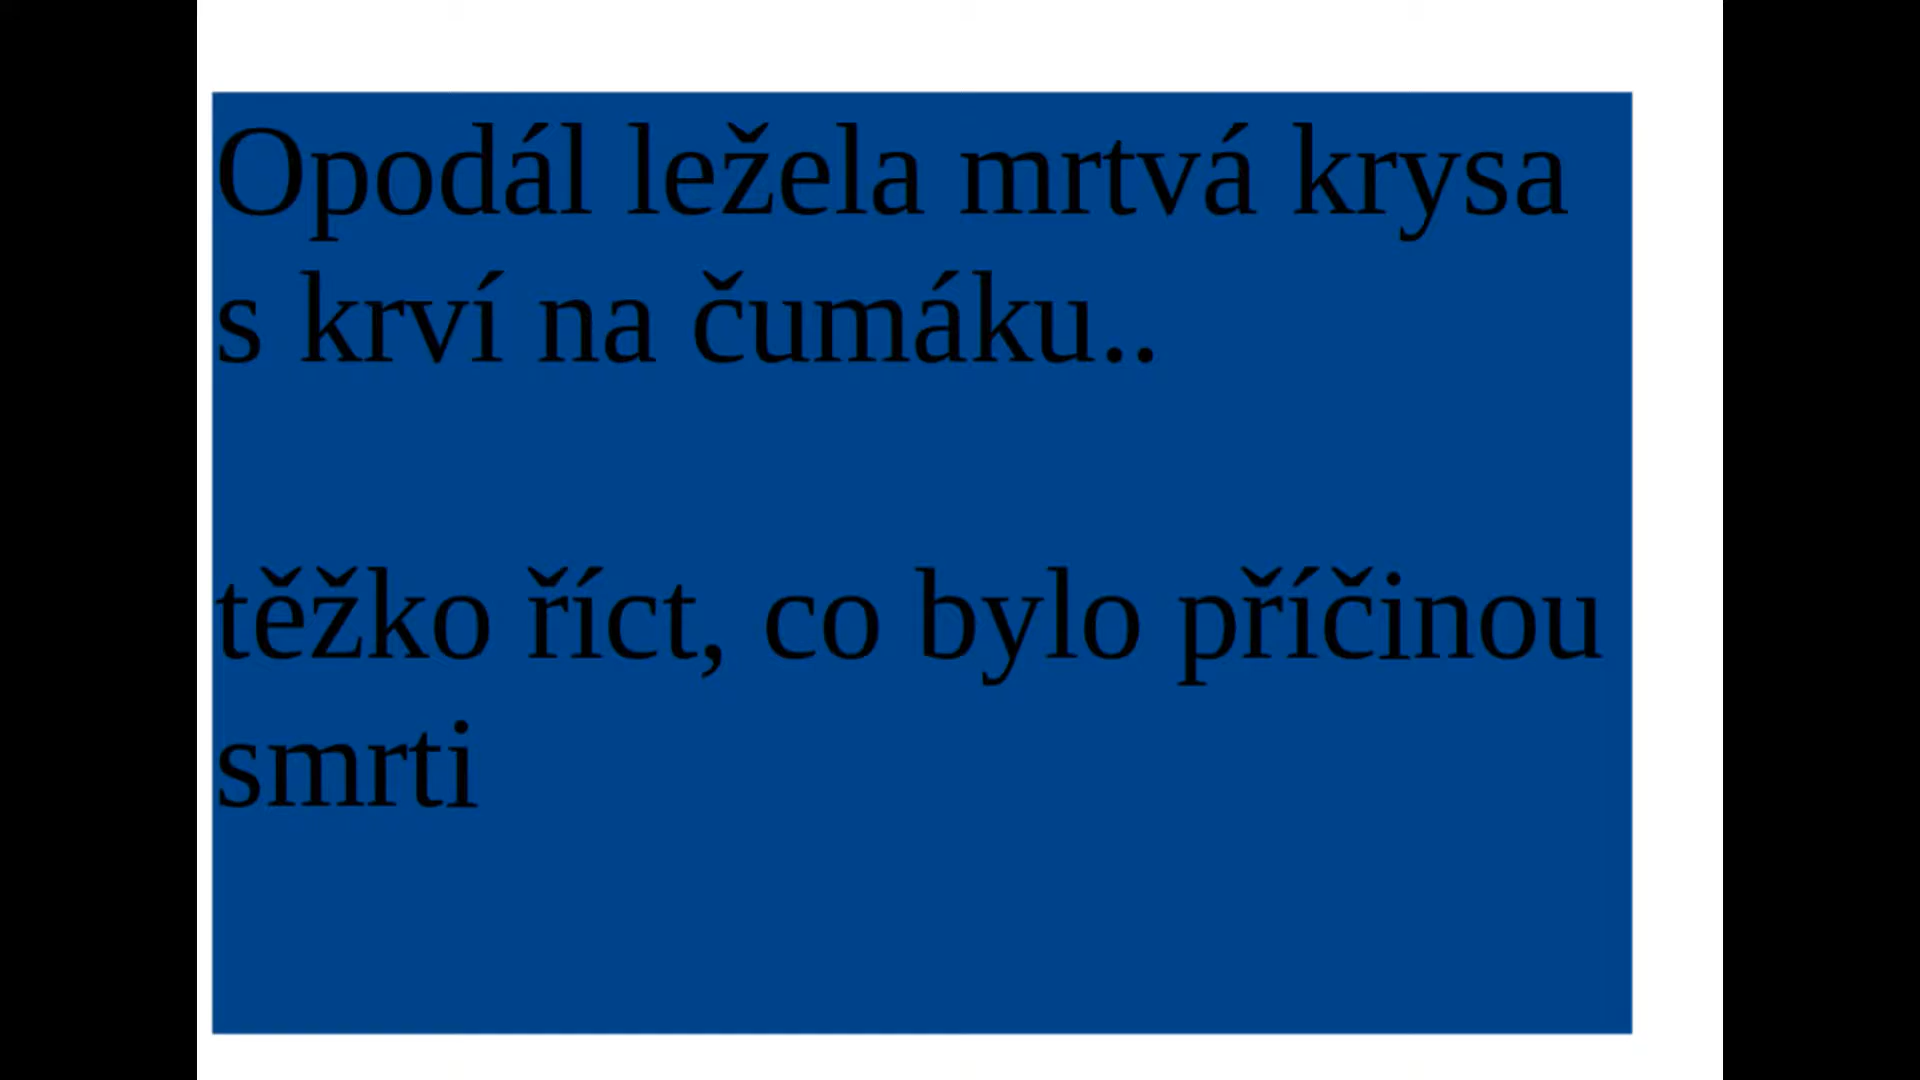 Opodál ležela mrtvá krysa
s krví na čumáku..
těžko říct, co bylo příčinou
smrti